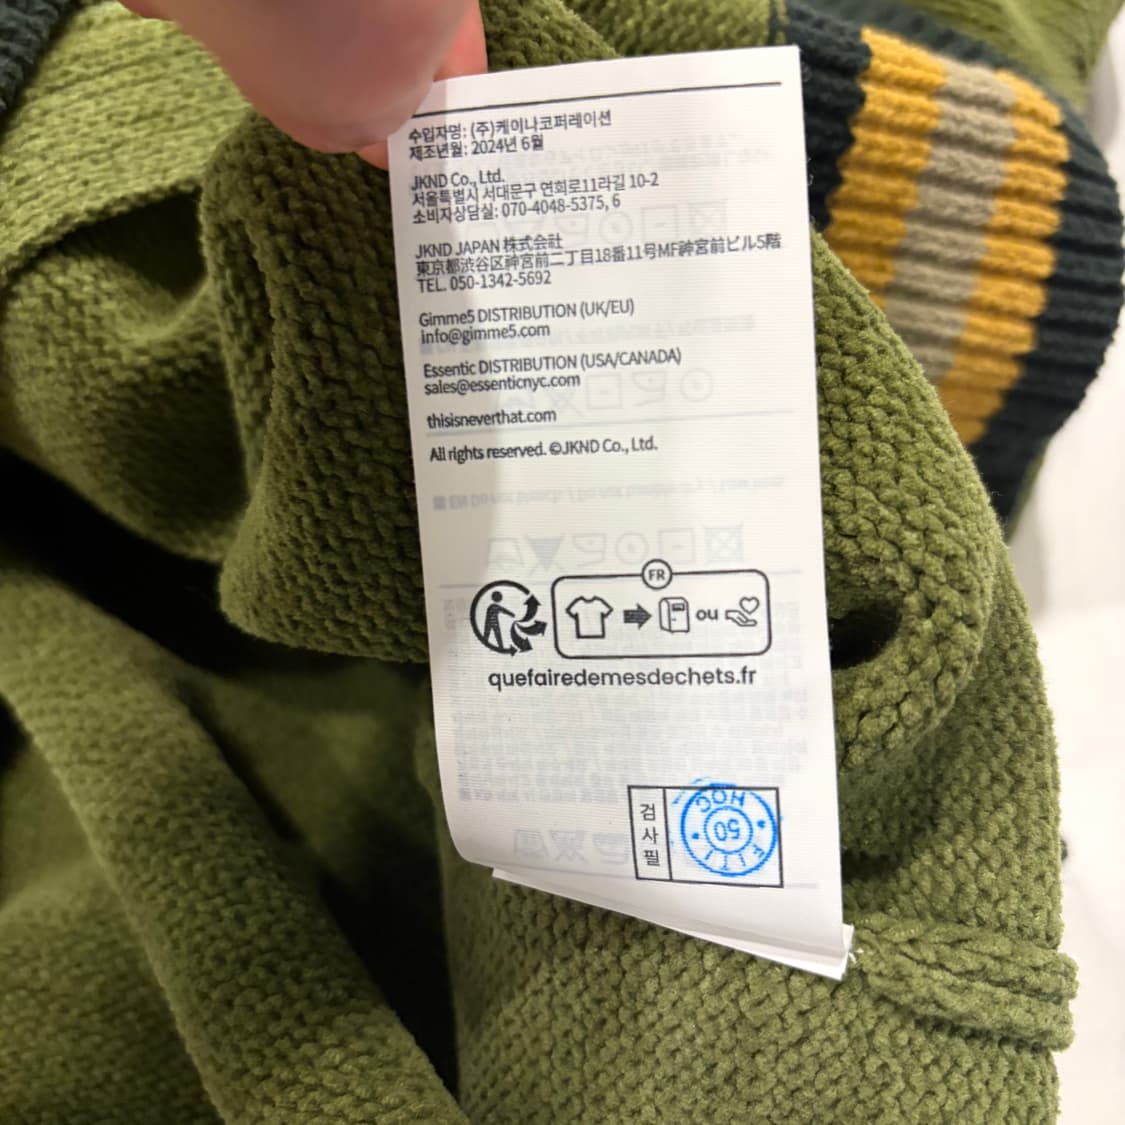 수입자명: (주)케이나코퍼레이션
제조년월: 2024년 6월
JKND Co., Ltd.
서울특별시 서대문구 연희로11라길 10-2
소비자상담실: 070-4048-5375, 6
JKND JAPAN 株式会社
東京都渋谷区神宮前二丁目18番11号MF神宮前ビル5階
TEL. 050-1342-5692
Gimme5 DISTRIBUTION (UK/EU)
info@gimme5.com
Essentic DISTRIBUTION (USA/CANADA)
sales@essenticnyc.com
thisisneverthat.com
All rights reserved. ©JKND Co., Ltd.
FR
ou
quefairedemesdechets.fr
검사필
HQC
50
FITI